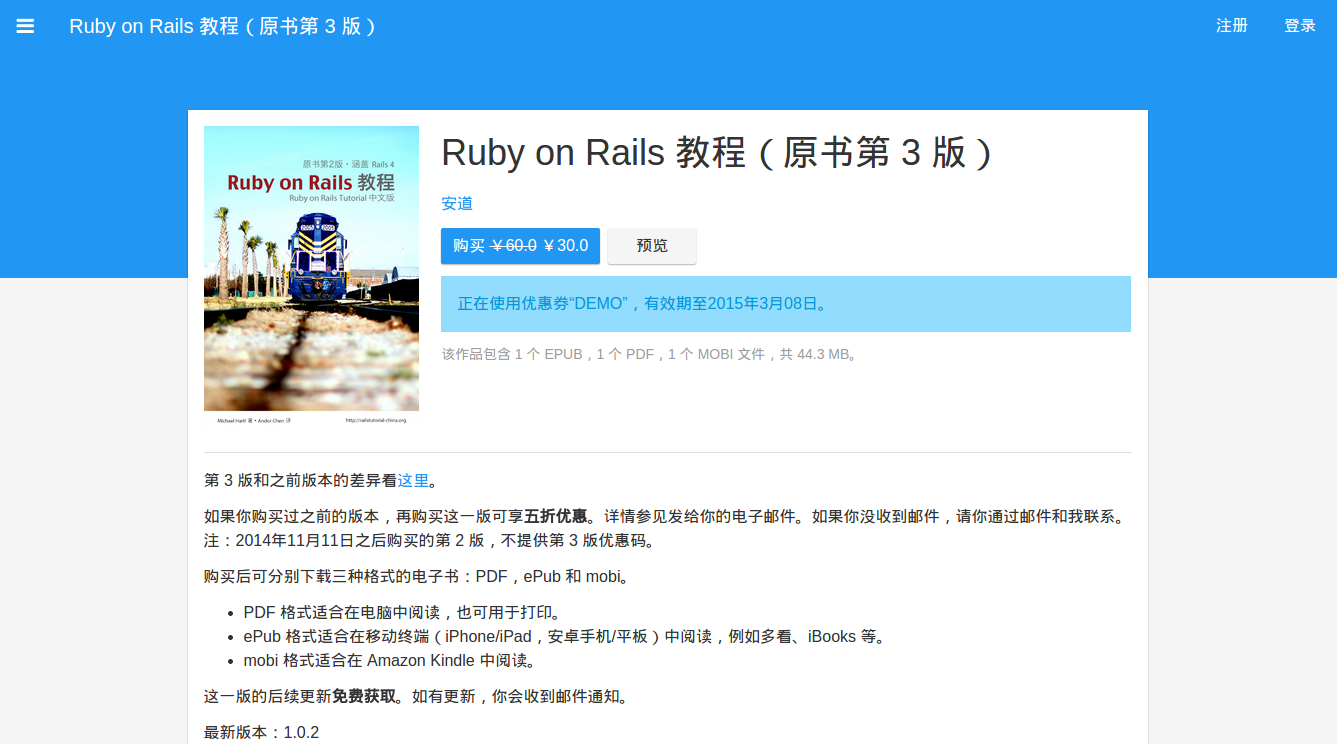 Ruby on Rails 教程（原书第 3 版）
注册
登录
原书第2版・涵盖 Rails 4
Ruby on Rails 教程
Ruby on Rails Tutorial 中文版
2005 2005
Michael Hartl 著 • Andor Chen 译
http://railstutorial-china.org
Ruby on Rails 教程（原书第 3 版）
安道
购买 ￥60.0 ￥30.0
预览
正在使用优惠券“DEMO”，有效期至2015年3月08日。
该作品包含 1 个 EPUB，1 个 PDF，1 个 MOBI 文件，共 44.3 MB。
第 3 版和之前版本的差异看这里。
如果你购买过之前的版本，再购买这一版可享五折优惠。详情参见发给你的电子邮件。如果你没收到邮件，请你通过邮件和我联系。
注：2014年11月11日之后购买的第 2 版，不提供第 3 版优惠码。
购买后可分别下载三种格式的电子书：PDF，ePub 和 mobi。
• PDF 格式适合在电脑中阅读，也可用于打印。
• ePub 格式适合在移动终端（iPhone/iPad，安卓手机/平板）中阅读，例如多看、iBooks 等。
• mobi 格式适合在 Amazon Kindle 中阅读。
这一版的后续更新免费获取。如有更新，你会收到邮件通知。
最新版本：1.0.2